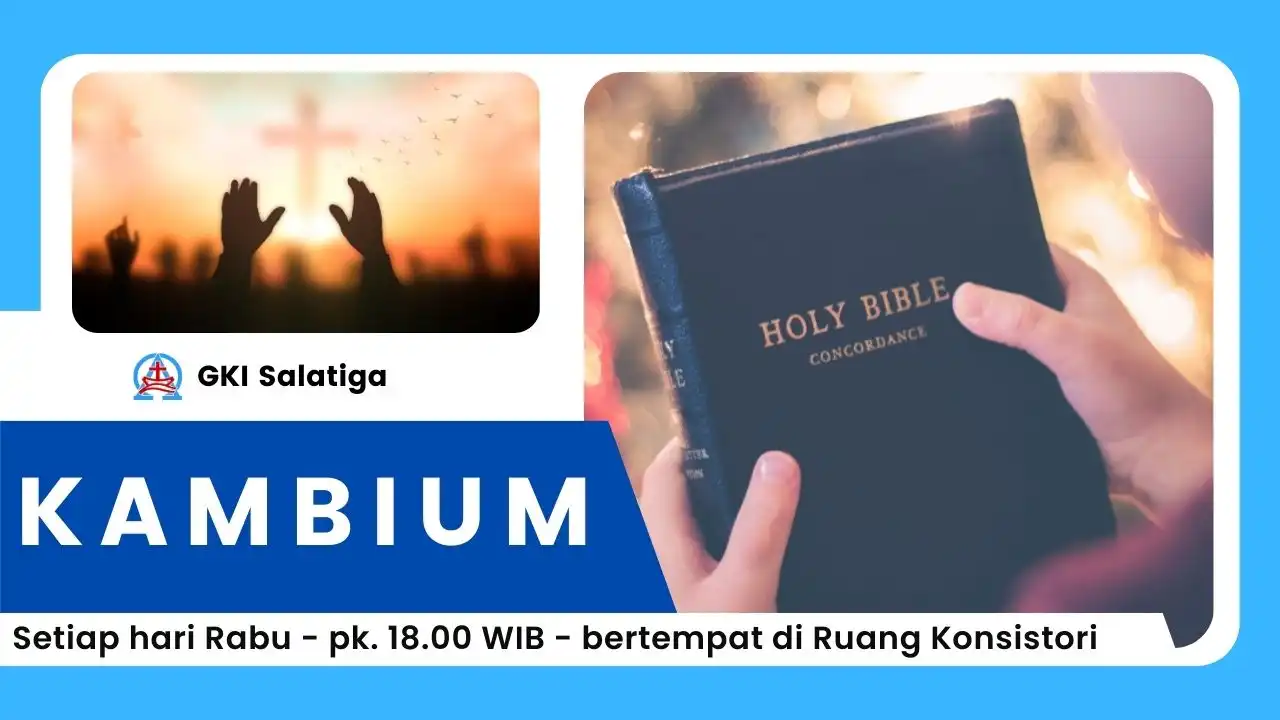 GKI Salatiga
KAMBIUM
Setiap hari Rabu - pk. 18.00 WIB - bertempat di Ruang Konsistori
HOLY BIBLE
CONCORDANCE